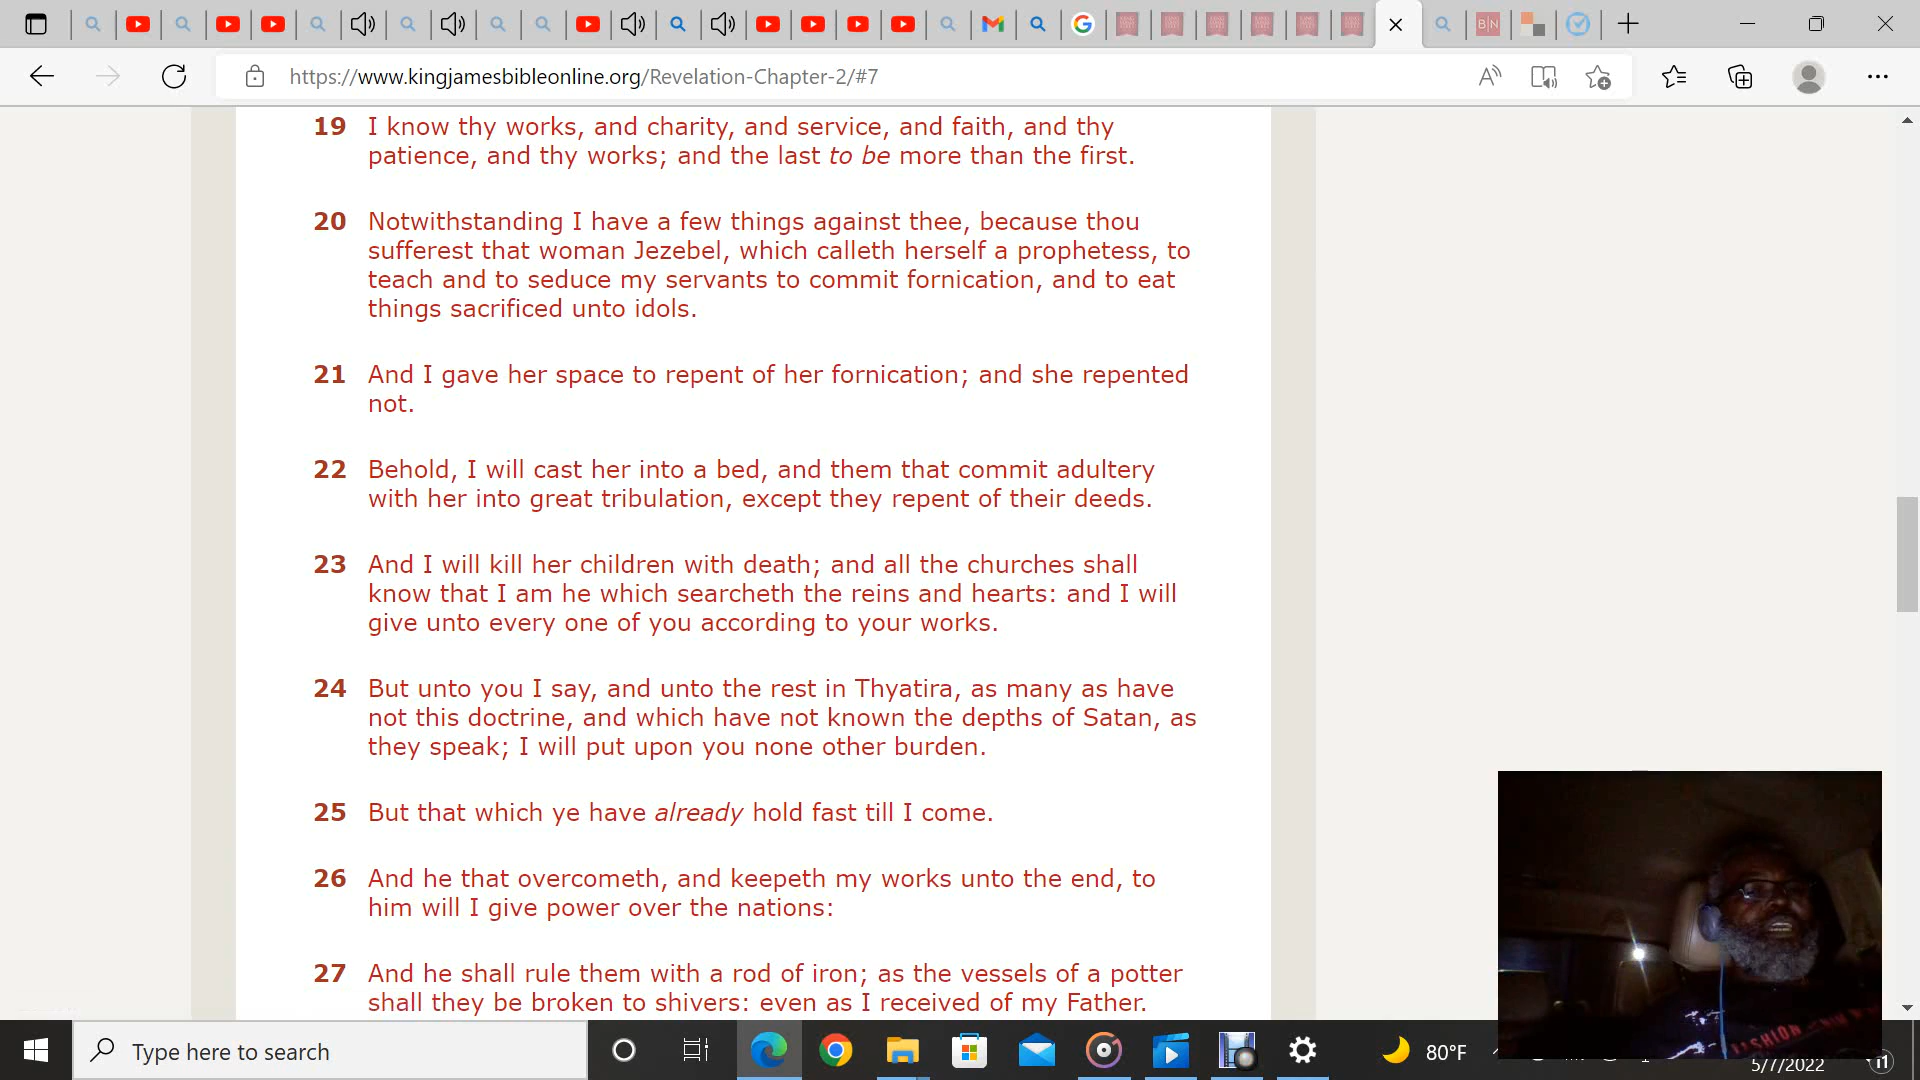 B|N
https://www.kingjamesbibleonline.org/Revelation-Chapter-2/#7
19 I know thy works, and charity, and service, and faith, and thy
patience, and thy works; and the last to be more than the first.
20 Notwithstanding I have a few things against thee, because thou
sufferest that woman Jezebel, which calleth herself a prophetess, to
teach and to seduce my servants to commit fornication, and to eat
things sacrificed unto idols.
21 And I gave her space to repent of her fornication; and she repented
not.
22 Behold, I will cast her into a bed, and them that commit adultery
with her into great tribulation, except they repent of their deeds.
23 And I will kill her children with death; and all the churches shall
know that I am he which searcheth the reins and hearts: and I will
give unto every one of you according to your works.
24 But unto you I say, and unto the rest in Thyatira, as many as have
not this doctrine, and which have not known the depths of Satan, as
they speak; I will put upon you none other burden.
25 But that which ye have already hold fast till I come.
26 And he that overcometh, and keepeth my works unto the end, to
him will I give power over the nations:
27 And he shall rule them with a rod of iron; as the vessels of a potter
shall they be broken to shivers: even as I received of my Father.
Type here to search
80°F
5/7/2022
11